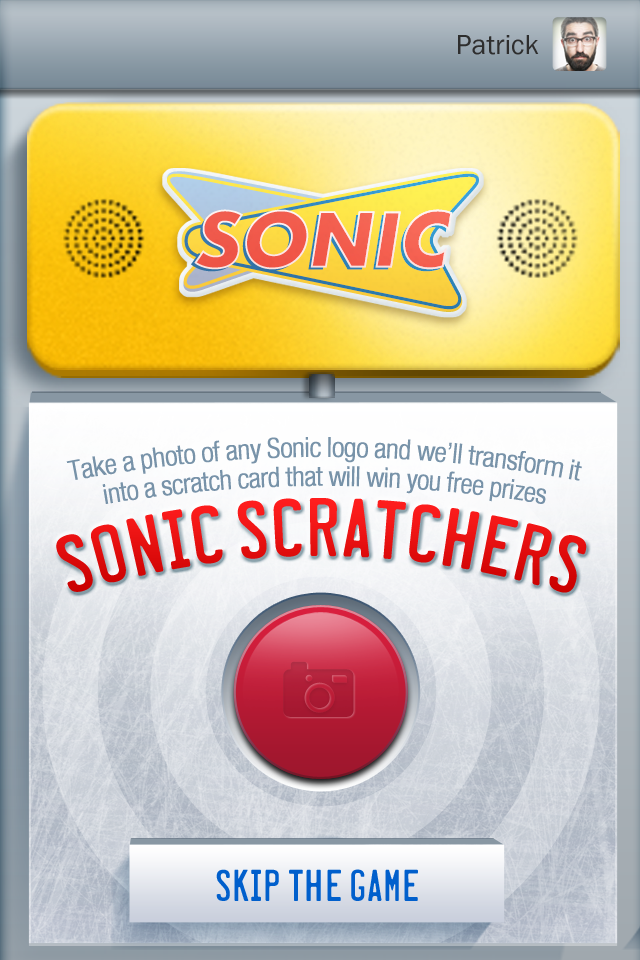 Patrick
SONIC
Take a photo of any Sonic logo and we'll transform it
into a scratch card that will win you free prizes
SONIC SCRATCHERS
SKIP THE GAME